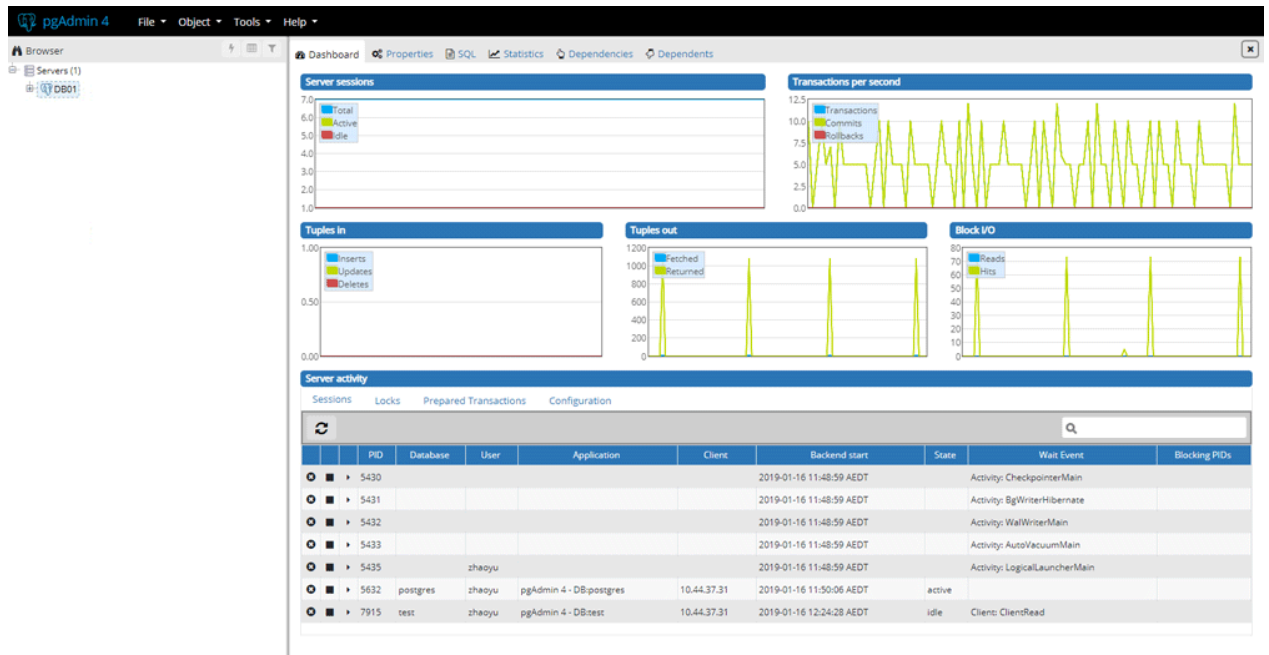 pgAdmin 4 File Object Tools Help
Browser
Servers (1)
DB01
Dashboard Properties SQL Statistics Dependencies Dependents
Server sessions
7.0
6.0
5.0
4.0
3.0
2.0
1.0
Total
Active
Idle
Transactions per second
12.5
10.0
7.5
5.0
2.5
0.0
Transactions
Commits
Rollbacks
Tuples in
1.00
0.50
0.00
Inserts
Updates
Deletes
Tuples out
1200
1000
800
600
400
200
0
Fetched
Returned
Block I/O
80
70
60
50
40
30
20
10
0
Reads
Hits
Server activity
Sessions Locks Prepared Transactions Configuration
PID Database User Application Client Backend start State Wait Event Blocking PIDs
5430 2019-01-16 11:48:59 AEDT Activity: CheckpointerMain
5431 2019-01-16 11:48:59 AEDT Activity: BgWriterHibernate
5432 2019-01-16 11:48:59 AEDT Activity: WalWriterMain
5433 2019-01-16 11:48:59 AEDT Activity: AutoVacuumMain
5435 zhaoyu 2019-01-16 11:48:59 AEDT Activity: LogicalLauncherMain
5632 postgres zhaoyu pgAdmin 4 - DB:postgres 10.44.37.31 2019-01-16 11:50:06 AEDT active
7915 test zhaoyu pgAdmin 4 - DB:test 10.44.37.31 2019-01-16 12:24:28 AEDT idle Client: ClientRead